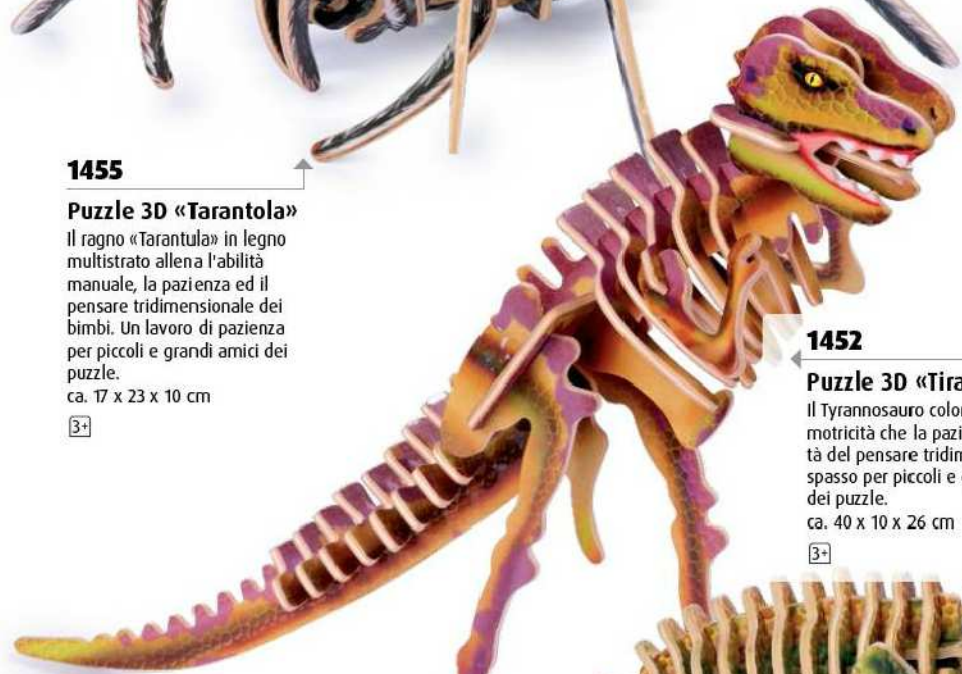 1455
Puzzle 3D «Tarantola»
Il ragno «Tarantula» in legno
multistrato allena l'abilità
manuale, la pazienza ed il
pensare tridimensionale dei
bimbi. Un lavoro di pazienza
per piccoli e grandi amici dei
puzzle.
ca. 17 x 23 x 10 cm
3+
1452
Puzzle 3D «Tira
Il Tyrannosauro color
motricità che la pazi
tà del pensare tridim
spasso per piccoli e
dei puzzle.
ca. 40 x 10 x 26 cm
3+